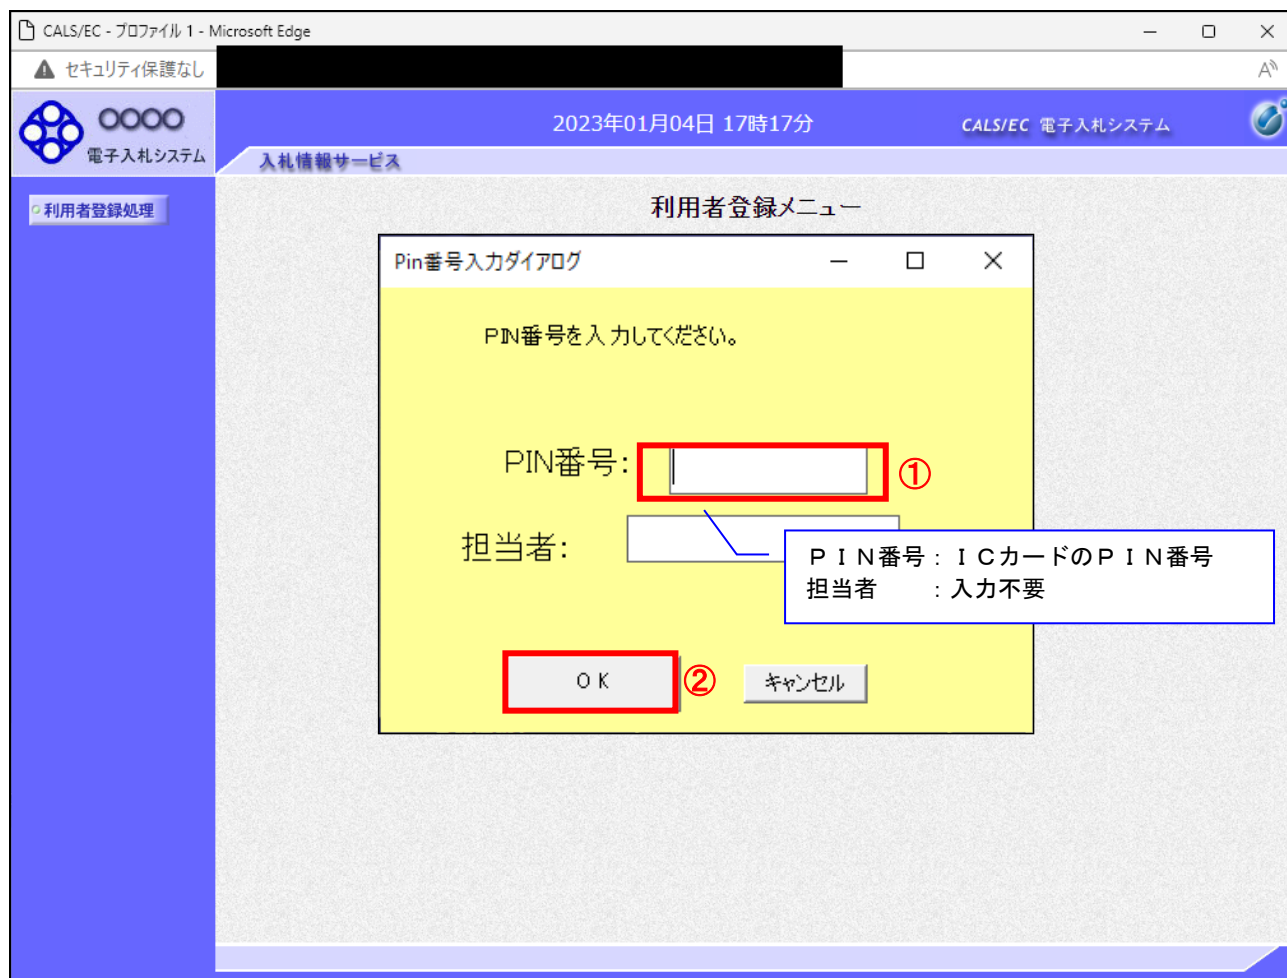 CALS/EC - プロファイル 1 - Microsoft Edge
セキュリティ保護なし
○○○○
電子入札システム
2023年01月04日 17時17分
CALS/EC 電子入札システム
入札情報サービス
利用者登録処理
利用者登録メニュー
Pin番号入力ダイアログ
PIN番号を入力してください。
PIN番号:
①
担当者:
ＰＩＮ番号：ＩＣカードのＰＩＮ番号
担当者　　：入力不要
ＯＫ
②
キャンセル